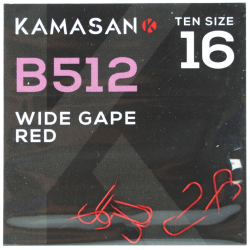 KAMASAN K
TEN SIZE
16
B512
WIDE GAPE
RED